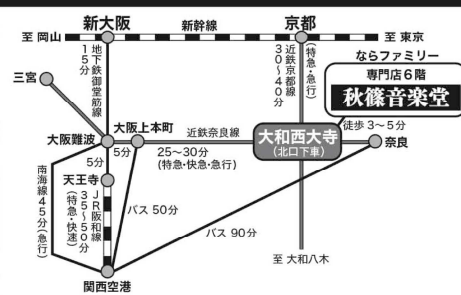 新大阪
新幹線
京都
至 岡山
至 東京
地下鉄御堂筋線
15分
近鉄京都線
30〜40分
(特急・急行)
ならファミリー
専門店6階
秋篠音楽堂
徒歩 3〜5分
三宮
大阪難波
大阪上本町
近鉄奈良線
大和西大寺
(北口下車)
奈良
5分
5分
25〜30分
(特急・快急・急行)
天王寺
南海線45分(急行)
JR阪和線
35〜50分
(特急・快速)
バス 50分
バス 90分
至 大和八木
関西空港